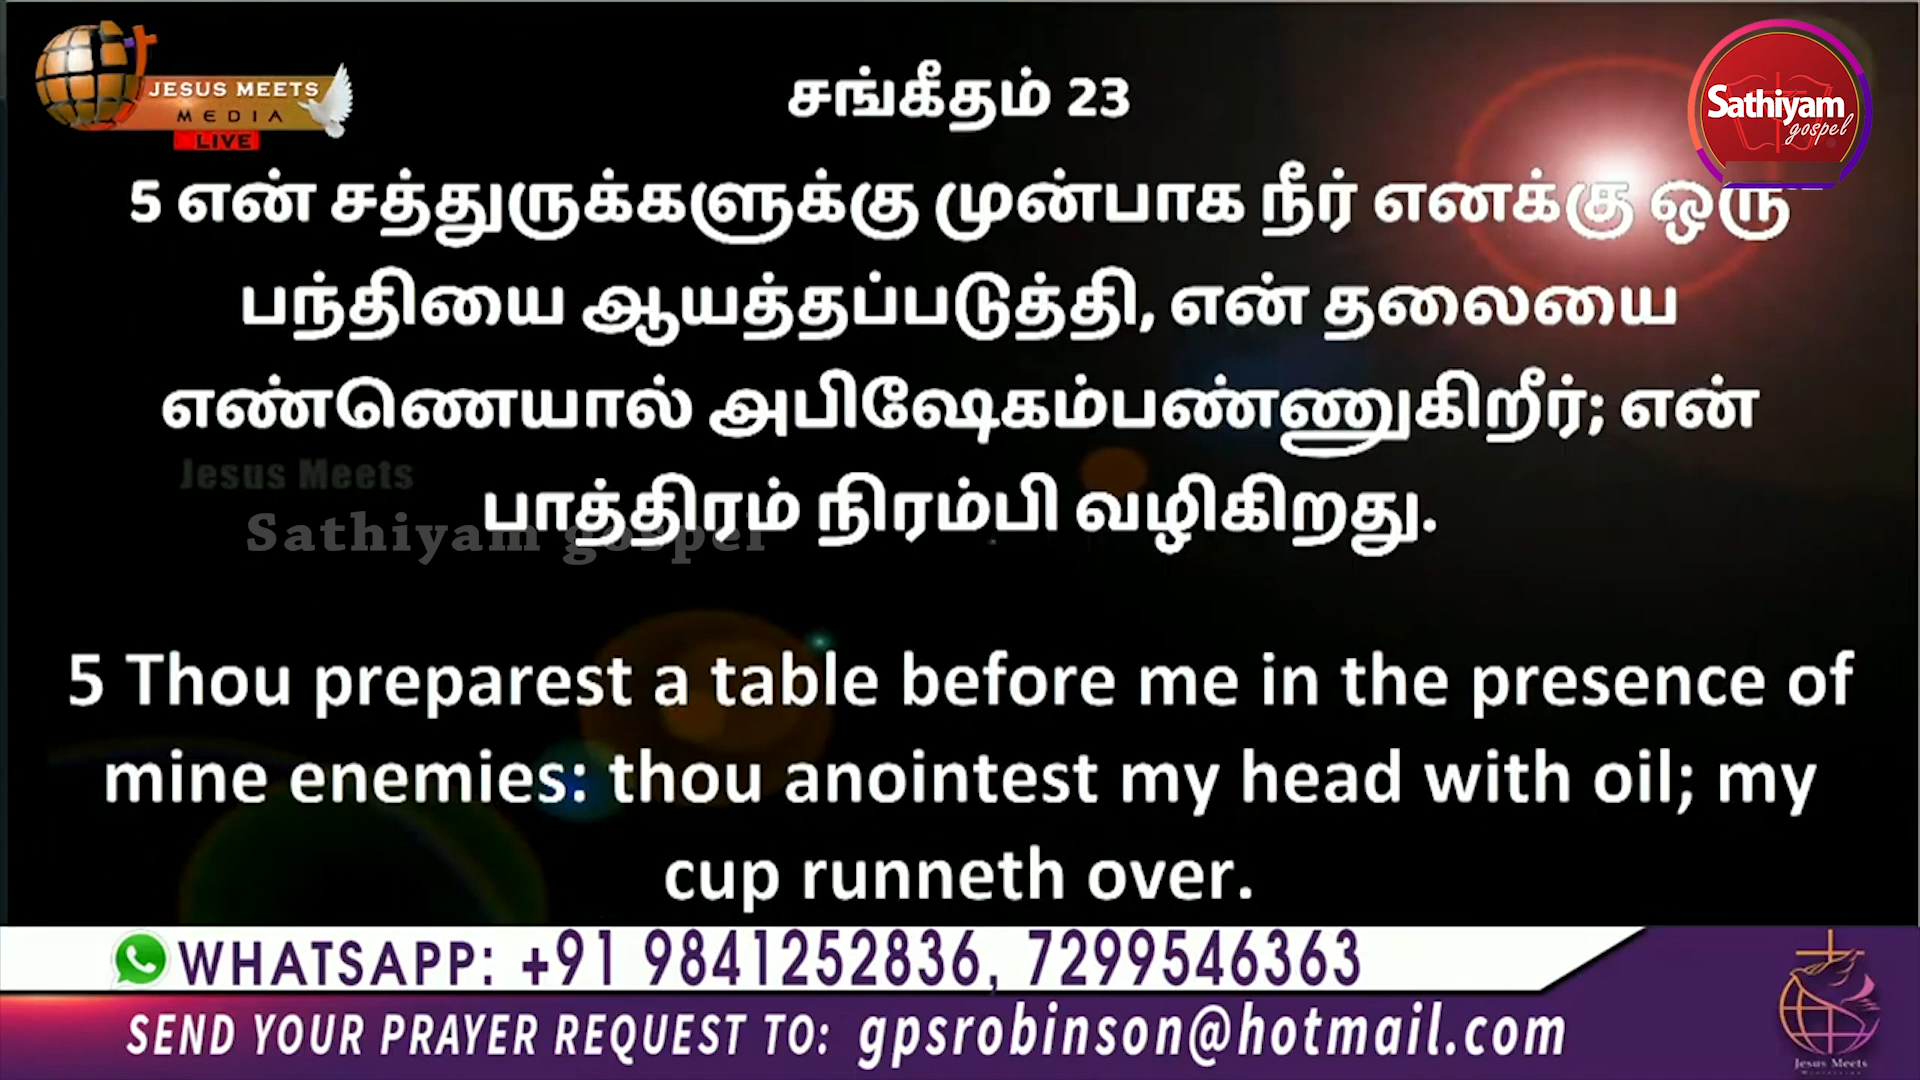 JESUS MEETS
MEDIA
LIVE
Sathiyam
gospel
சங்கீதம் 23
5 என் சத்துருக்களுக்கு முன்பாக நீர் எனக்கு ஒரு
பந்தியை ஆயத்தப்படுத்தி, என் தலையை
எண்ணெயால் அபிஷேகம்பண்ணுகிறீர்; என்
பாத்திரம் நிரம்பி வழிகிறது.
Jesus Meets
Sathiyam gospel
5 Thou preparest a table before me in the presence of
mine enemies: thou anointest my head with oil; my
cup runneth over.
WHATSAPP: +91 9841252836, 7299546363
SEND YOUR PRAYER REQUEST TO: gpsrobinson@hotmail.com
Jesus Meets